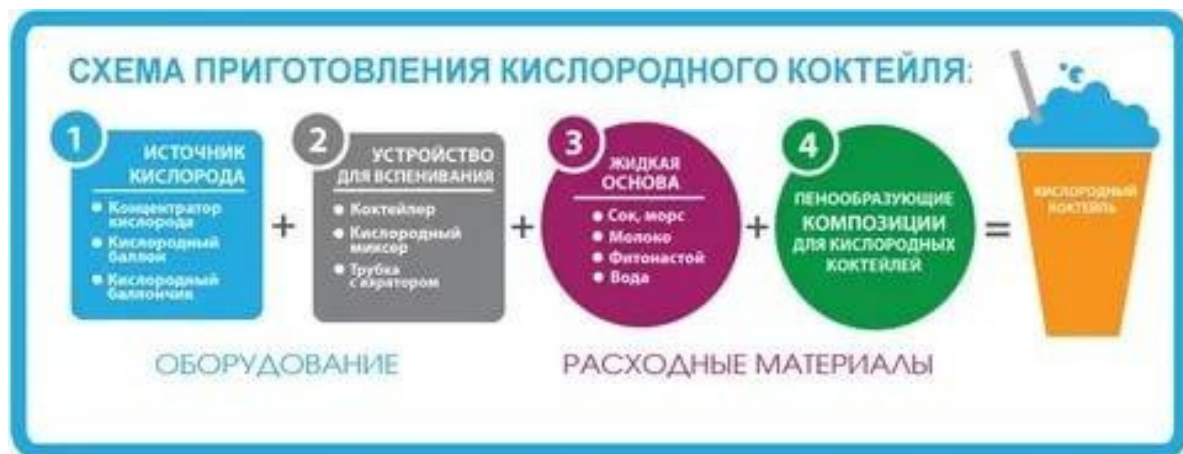 СХЕМА ПРИГОТОВЛЕНИЯ КИСЛОРОДНОГО КОКТЕЙЛЯ:
1
ИСТОЧНИК
КИСЛОРОДА
• Концентратор
кислорода
• Кислородный
баллон
• Кислородный
баллончик
+
2
УСТРОЙСТВО
ДЛЯ ВСПЕНИВАНИЯ
• Коктейлер
• Кислородный
миксер
• Трубка
с аэратором
+
3
ЖИДКАЯ
ОСНОВА
• Сок, морс
• Молоко
• Фитонастой
• Вода
+
4
ПЕНООБРАЗУЮЩИЕ
КОМПОЗИЦИИ
ДЛЯ КИСЛОРОДНЫХ
КОКТЕЙЛЕЙ
=
КИСЛОРОДНЫЙ
КОКТЕЙЛЬ
ОБОРУДОВАНИЕ
РАСХОДНЫЕ МАТЕРИАЛЫ